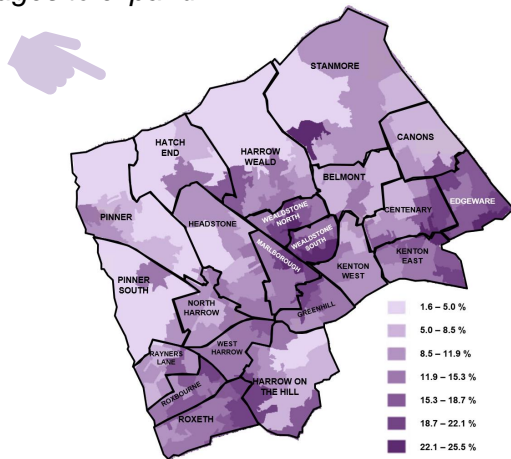 STANMORE
HATCH
END
HARROW
WEALD
CANONS
BELMONT
PINNER
HEADSTONE
WEALDSTONE
NORTH
CENTENARY
EDGEWARE
WEALDSTONE
SOUTH
MARLBOROUGH
KENTON
EAST
KENTON
WEST
PINNER
SOUTH
NORTH
HARROW
GREENHILL
WEST
HARROW
RAYNERS
LANE
HARROW ON
THE HILL
ROXBOURNE
ROXETH
1.6 – 5.0 %
5.0 – 8.5 %
8.5 – 11.9 %
11.9 – 15.3 %
15.3 – 18.7 %
18.7 – 22.1 %
22.1 – 25.5 %